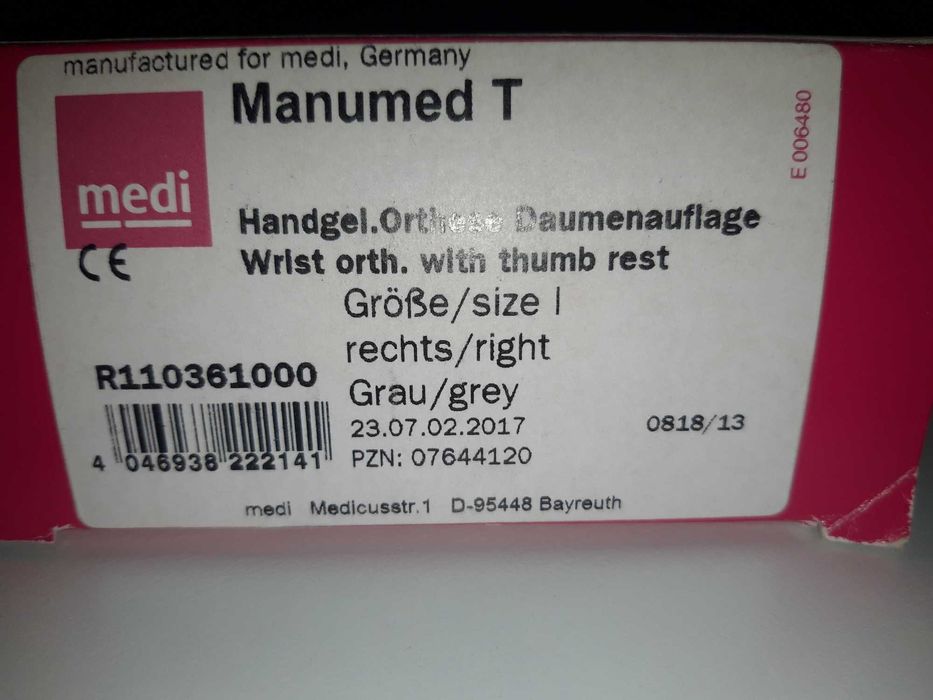 manufactured for medi, Germany
Manumed T
E 006480
medi
CE
Handgel.Orthese Daumenauflage
Wrist orth. with thumb rest
Größe/size I
rechts/right
R110361000
Grau/grey
23.07.02.2017
0818/13
4 046938 222141
PZN: 07644120
medi Medicusstr.1 D-95448 Bayreuth